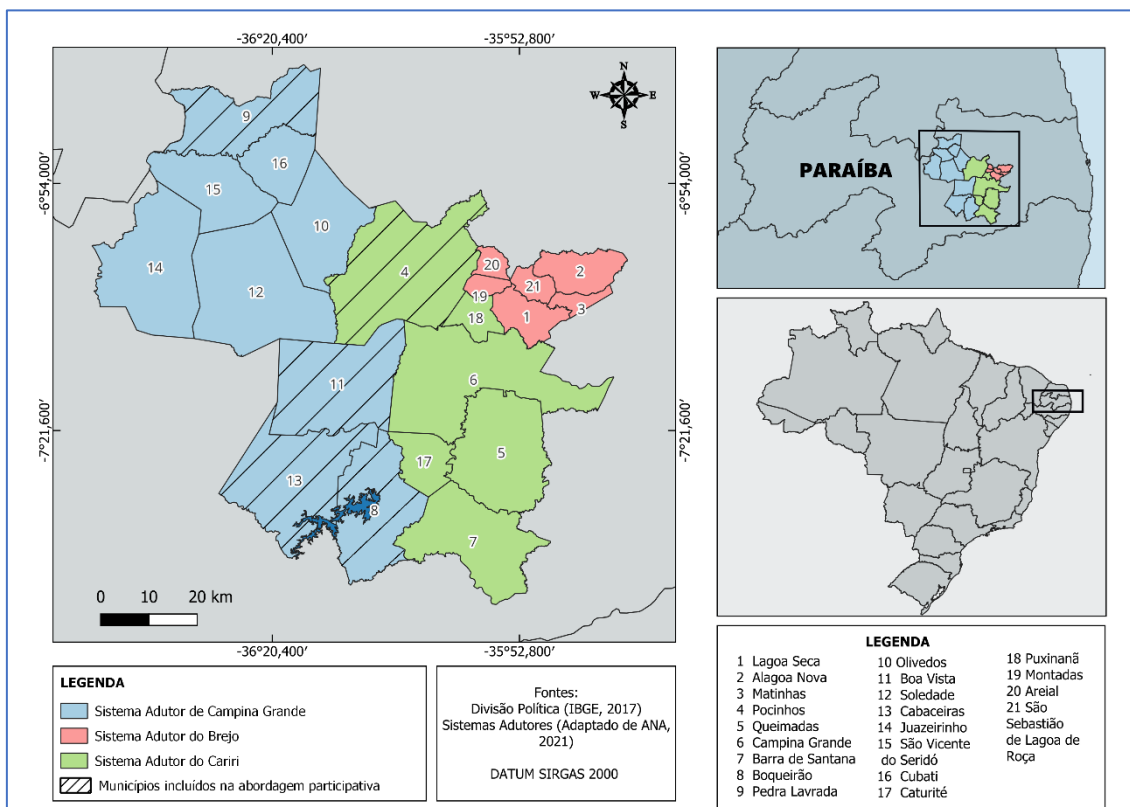 -36°20,400'
-35°52,800'
N
W
E
S
-6°54,000'
-6°54,000'
-7°21,600'
-7°21,600'
9
16
15
10
14
12
4
20
2
21
19
3
18
1
11
6
5
17
13
8
7
0 10 20 km
-36°20,400'
-35°52,800'
PARAÍBA
LEGENDA
Sistema Adutor de Campina Grande
Sistema Adutor do Brejo
Sistema Adutor do Cariri
Municípios incluídos na abordagem participativa
Fontes:
Divisão Política (IBGE, 2017)
Sistemas Adutores (Adaptado de ANA,
2021)
DATUM SIRGAS 2000
LEGENDA
1 Lagoa Seca
2 Alagoa Nova
3 Matinhas
4 Pocinhos
5 Queimadas
6 Campina Grande
7 Barra de Santana
8 Boqueirão
9 Pedra Lavrada
10 Olivedos
11 Boa Vista
12 Soledade
13 Cabaceiras
14 Juazeirinho
15 São Vicente
do Seridó
16 Cubati
17 Caturité
18 Puxinanã
19 Montadas
20 Areial
21 São
Sebastião
de Lagoa de
Roça